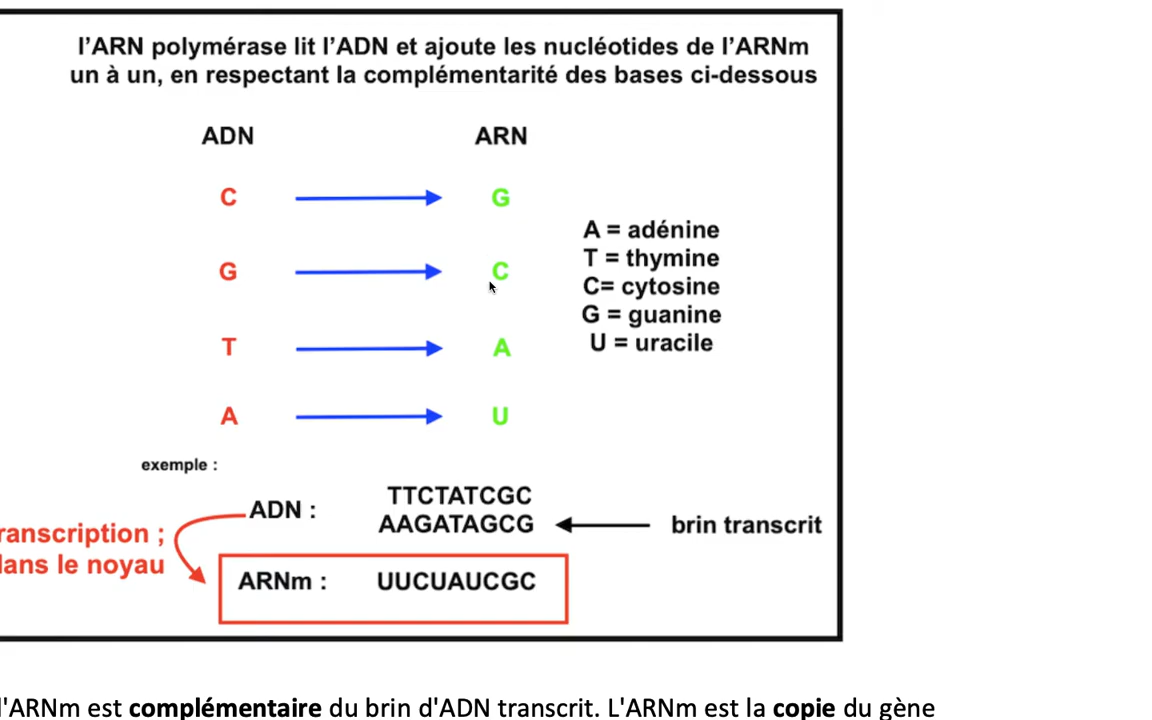 l'ARN polymérase lit l'ADN et ajoute les nucléotides de l'ARNm
un à un, en respectant la complémentarité des bases ci-dessous
ADN ARN
C G
G C
T A
A U
A = adénine
T = thymine
C= cytosine
G = guanine
U = uracile
exemple :
ADN :
TTCTATCGC
AAGATAGCG
brin transcrit
ranscription ;
dans le noyau
ARNm : UUCUAUCGC
l'ARNm est complémentaire du brin d'ADN transcrit. L'ARNm est la copie du gène